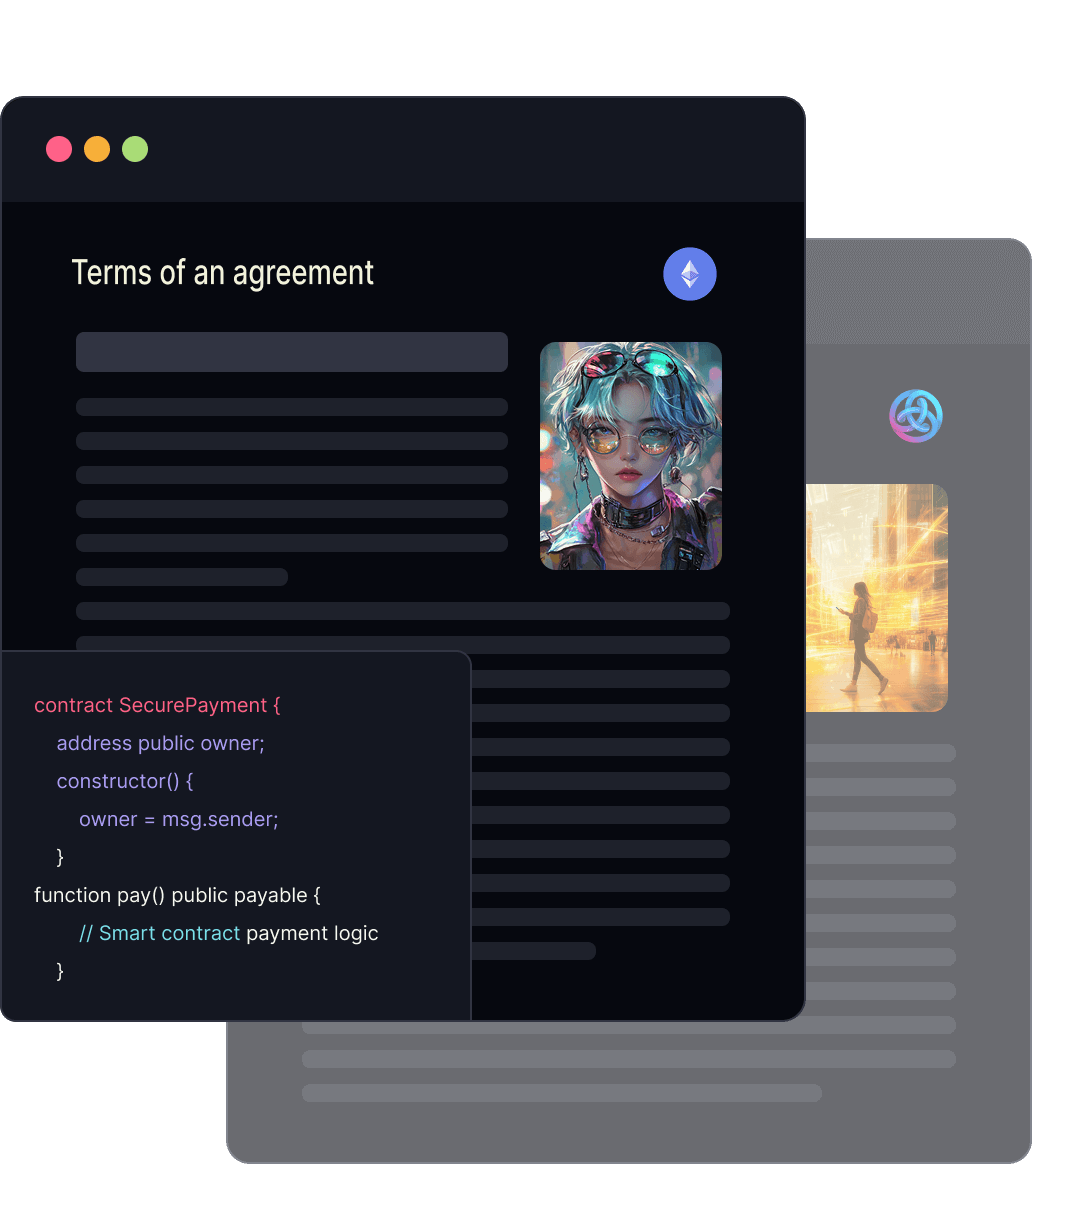 Terms of an agreement
contract SecurePayment {
address public owner;
constructor() {
owner = msg.sender;
}
function pay() public payable {
// Smart contract payment logic
}